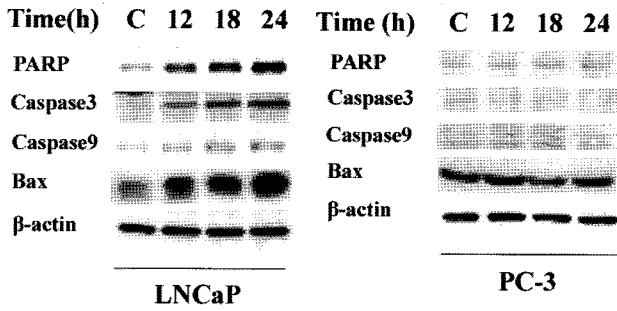 Time(h) C 12 18 24
PARP
Caspase3
Caspase9
Bax
β-actin
LNCaP
Time(h) C 12 18 24
PARP
Caspase3
Caspase9
Bax
β-actin
PC-3